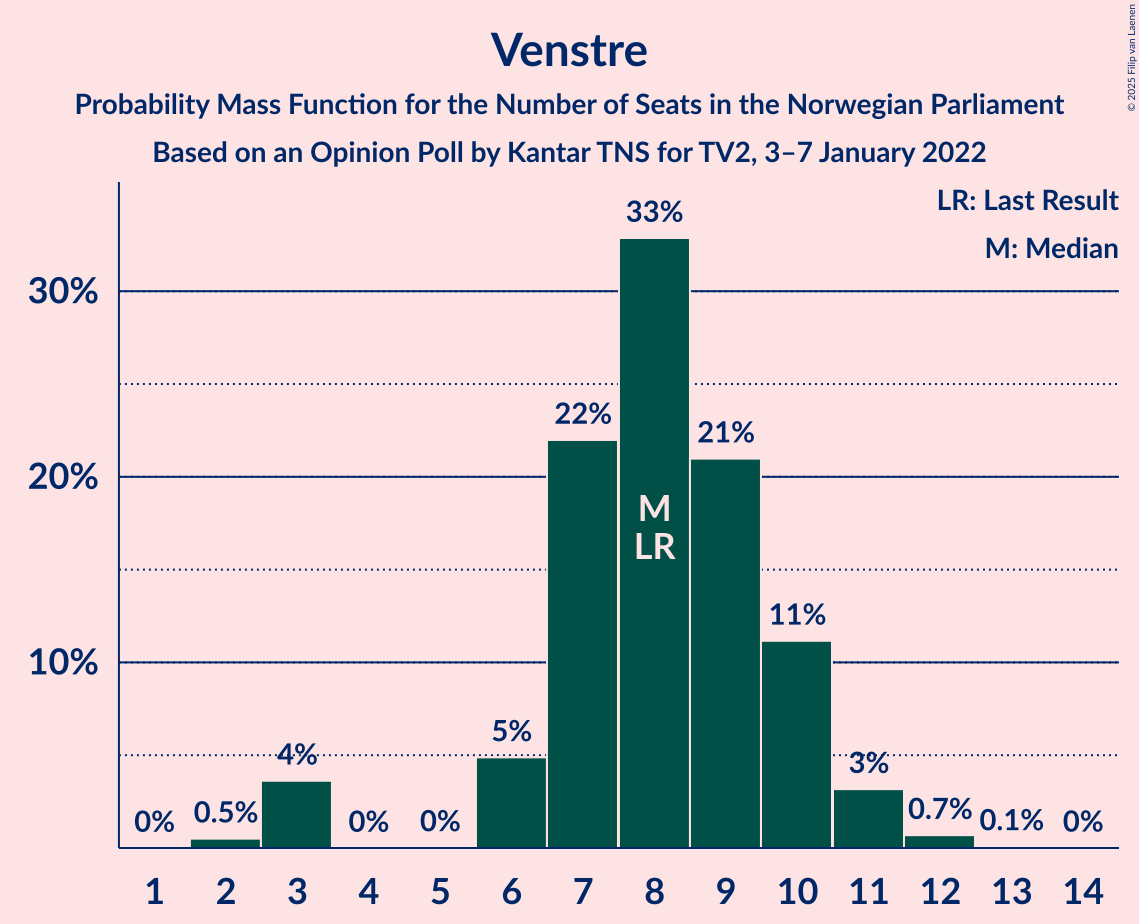 Venstre
Probability Mass Function for the Number of Seats in the Norwegian Parliament
Based on an Opinion Poll by Kantar TNS for TV2, 3–7 January 2022
© 2025 Filip van Laenen
LR: Last Result
M: Median
30%
20%
10%
0%
0.5%
4%
0%
0%
5%
22%
33%
21%
11%
3%
0.7%
0.1%
0%
M
LR
1 2 3 4 5 6 7 8 9 10 11 12 13 14